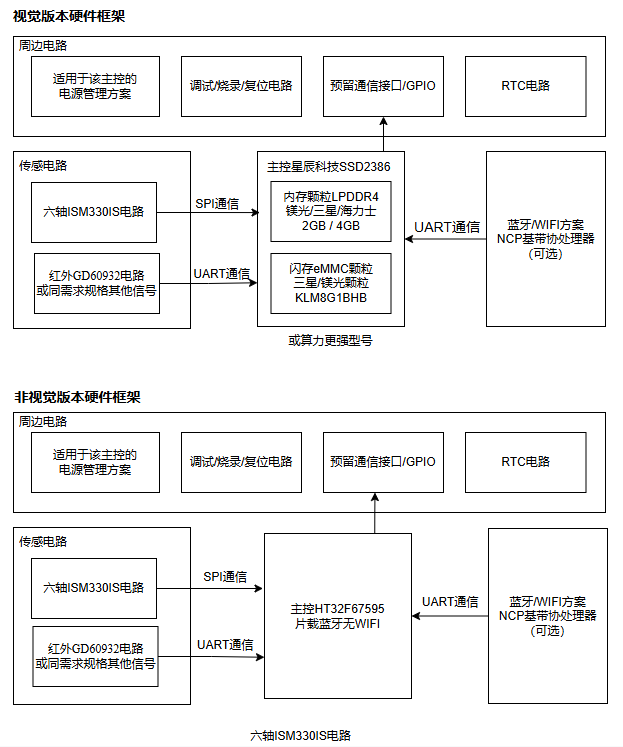 视觉版本硬件框架
周边电路
适用于该主控的
电源管理方案
调试/烧录/复位电路
预留通信接口/GPIO
RTC电路
传感电路
六轴ISM330IS电路
SPI通信
红外GD60932电路
或同需求规格其他信号
UART通信
主控星辰科技SSD2386
内存颗粒LPDDR4
镁光/三星/海力士
2GB / 4GB
闪存eMMC颗粒
三星/镁光颗粒
KLM8G1BHB
或算力更强型号
UART通信
蓝牙/WIFI方案
NCP基带协处理器
(可选)
非视觉版本硬件框架
周边电路
适用于该主控的
电源管理方案
调试/烧录/复位电路
预留通信接口/GPIO
RTC电路
传感电路
六轴ISM330IS电路
SPI通信
红外GD60932电路
或同需求规格其他信号
UART通信
主控HT32F67595
片载蓝牙无WIFI
UART通信
蓝牙/WIFI方案
NCP基带协处理器
(可选)
六轴ISM330IS电路